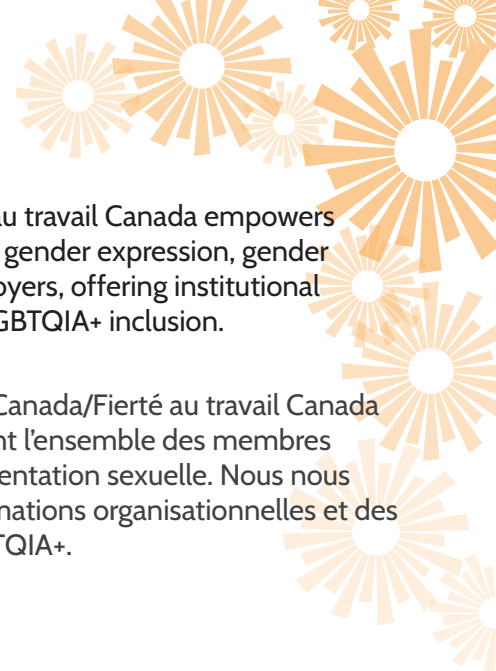 au travail Canada empowers
gender expression, gender
oyers, offering institutional
GBTQIA+ inclusion.
Canada/Fierté au travail Canada
nt l'ensemble des membres
entation sexuelle. Nous nous
mations organisationnelles et des
TQIA+.